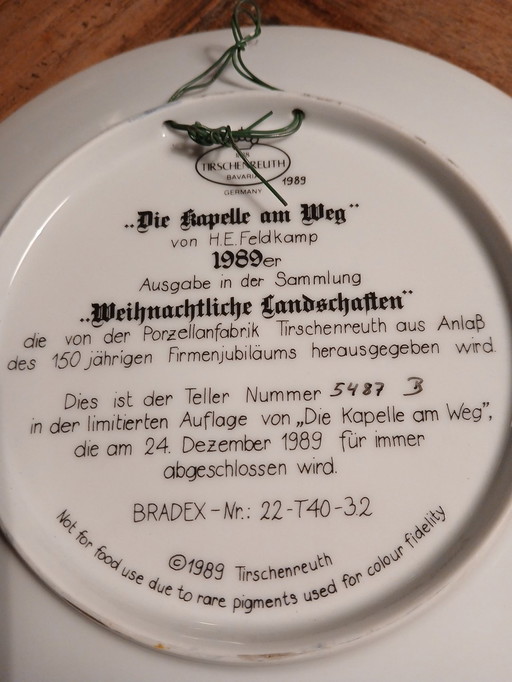 TIRSCHENREUTH
BAVARIA
GERMANY
1989
„Die Kapelle am Weg“
von H.E.Feldkamp
1989er
Ausgabe in der Sammlung
„Weihnachtliche Landschaften“
die von der Porzellanfabrik Tirschenreuth aus Anlaß
des 150 jährigen Firmenjubiläums herausgegeben wird.
Dies ist der Teller Nummer 5487 B
in der limitierten Auflage von „Die Kapelle am Weg“,
die am 24. Dezember 1989 für immer
abgeschlossen wird.
BRADEX-Nr.: 22-T40-3.2
©1989 Tirschenreuth
Not for food use due to rare pigments used for colour fidelity